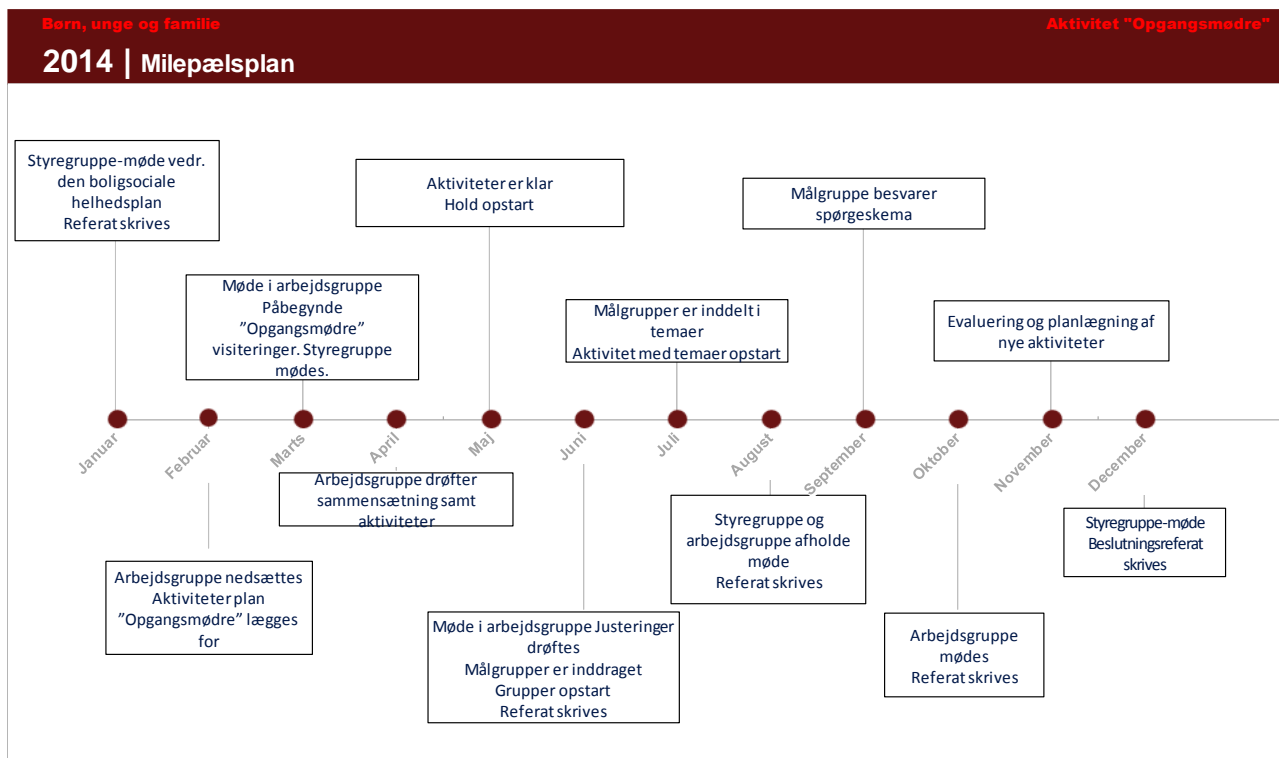 Børn, unge og familie
Aktivitet "Opgangsmødre"
2014 | Milepælsplan
Styregruppe-møde vedr.
den boligsociale
helhedsplan
Referat skrives
Aktiviteter er klar
Hold opstart
Målgruppe besvarer
spørgeskema
Møde i arbejdsgruppe
Påbegynde
”Opgangsmødre”
visiteringer. Styregruppe
mødes.
Målgrupper er inddelt i
temaer
Aktivitet med temaer opstart
Evaluering og planlægning af
nye aktiviteter
Januar
Februar
Marts
April
Maj
Juni
Juli
August
September
Oktober
November
December
Arbejdsgruppe drøfter
sammensætning samt
aktiviteter
Styregruppe og
arbejdsgruppe afholde
møde
Referat skrives
Styregruppe-møde
Beslutningsreferat
skrives
Arbejdsgruppe nedsættes
Aktiviteter plan
”Opgangsmødre” lægges
for
Møde i arbejdsgruppe Justeringer
drøftes
Målgrupper er inddraget
Grupper opstart
Referat skrives
Arbejdsgruppe
mødes
Referat skrives